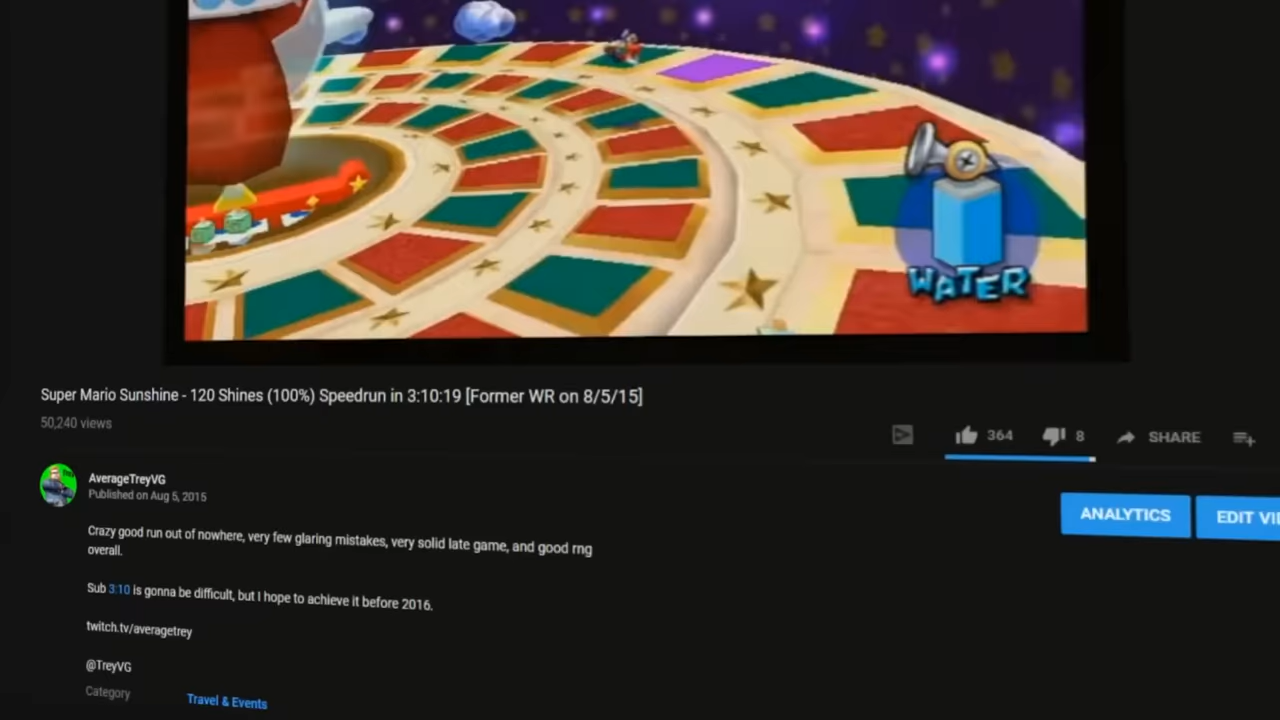 WATER
Super Mario Sunshine - 120 Shines (100%) Speedrun in 3:10:19 [Former WR on 8/5/15]
50,240 views
364
8
SHARE
AverageTreyVG
Published on Aug 5, 2015
ANALYTICS
EDIT VI
Crazy good run out of nowhere, very few glaring mistakes, very solid late game, and good rng
overall.
Sub 3:10 is gonna be difficult, but I hope to achieve it before 2016.
twitch.tv/averagetrey
@TreyVG
Category
Travel & Events